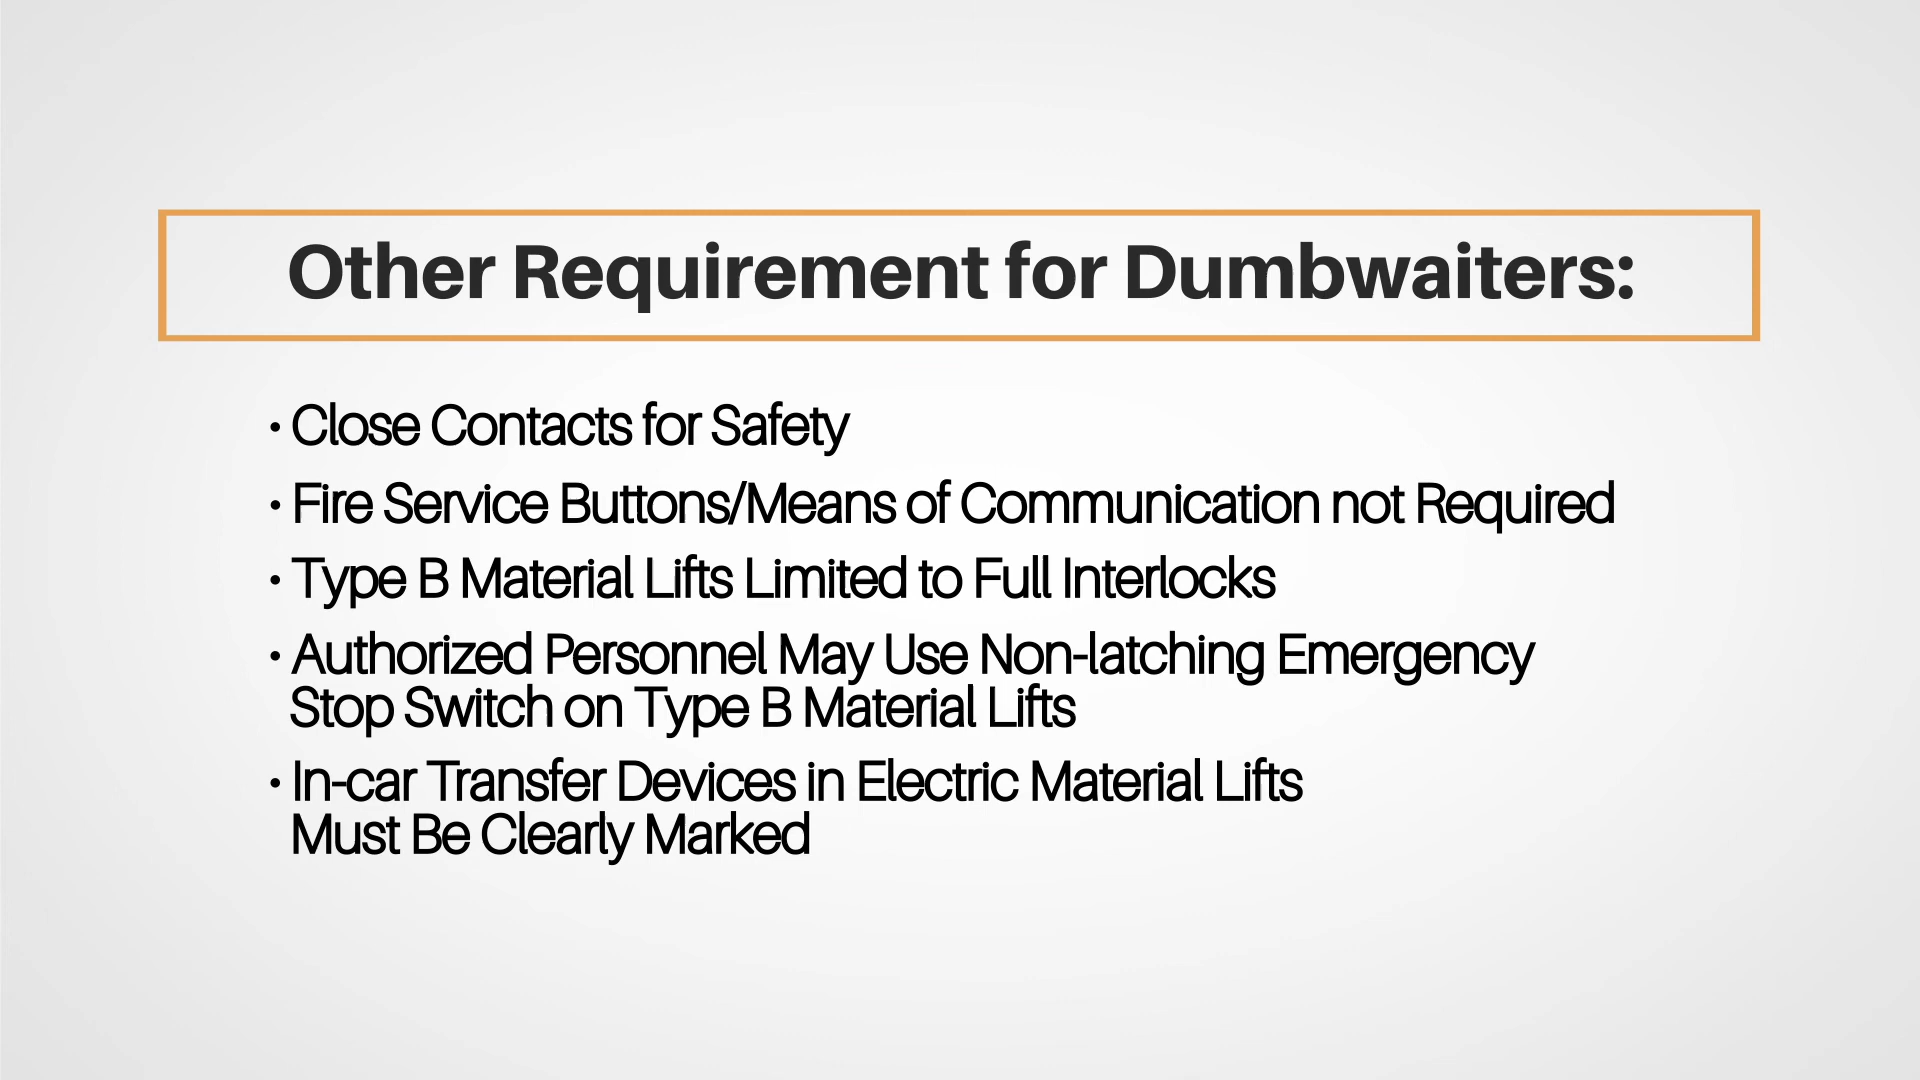 Other Requirement for Dumbwaiters:
• Close Contacts for Safety
• Fire Service Buttons/Means of Communication not Required
• Type B Material Lifts Limited to Full Interlocks
• Authorized Personnel May Use Non-latching Emergency
Stop Switch on Type B Material Lifts
• In-car Transfer Devices in Electric Material Lifts
Must Be Clearly Marked